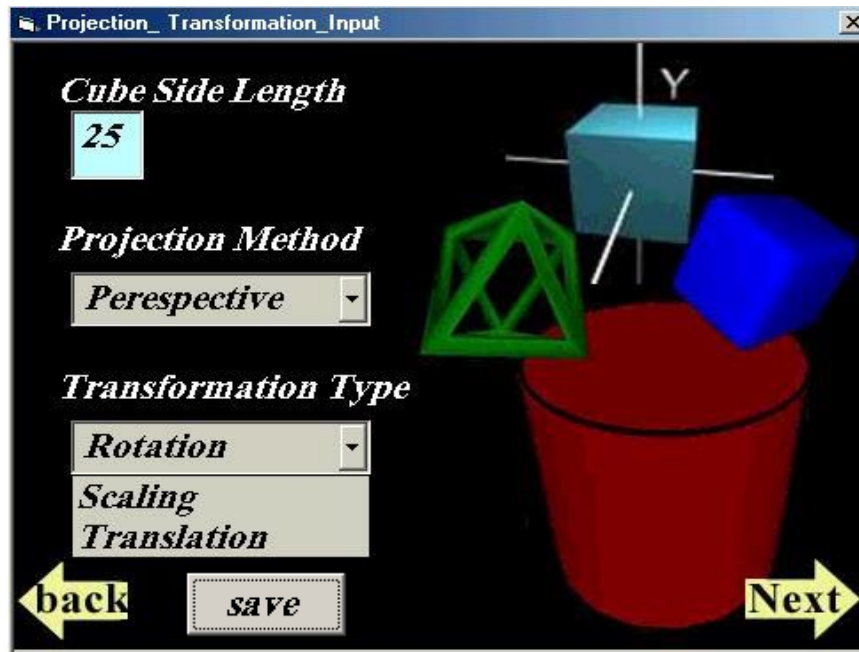 Projection_ Transformation_Input
Cube Side Length
25
Y
Projection Method
Perespective
Transformation Type
Rotation
Scaling
Translation
back
save
Next